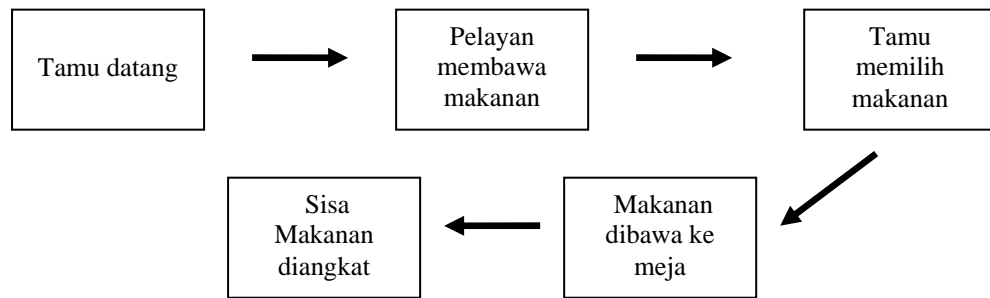 Tamu datang
Pelayan
membawa
makanan
Tamu
memilih
makanan
Makanan
dibawa ke
meja
Sisa
Makanan
diangkat